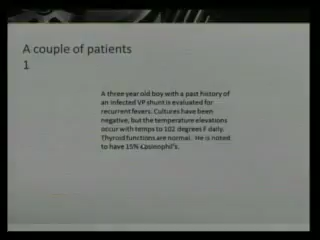 A couple of patients
1
A three year old boy with a past history of
an infected VP shunt is evaluated for
recurrent fevers. Cultures have been
negative, but the temperature elevations
occur with temps to 102 degrees F daily.
Thyroid functions are normal. He is noted
to have 15% Eosinophil's.